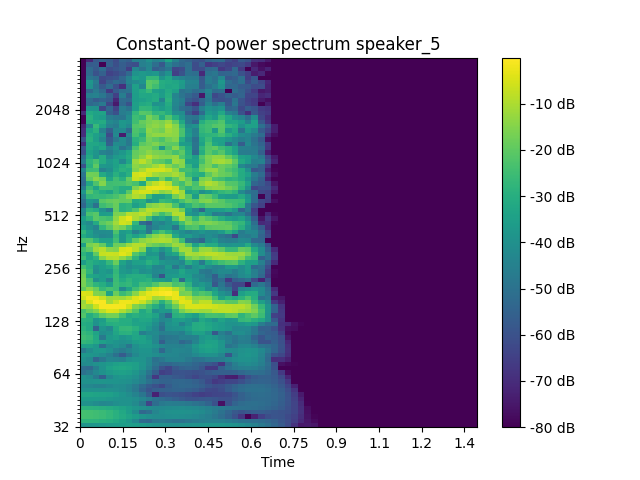 Constant-Q power spectrum speaker_5
Hz
2048
1024
512
256
128
64
32
0 0.15 0.3 0.45 0.6 0.75 0.9 1.1 1.2 1.4
Time
-10 dB
-20 dB
-30 dB
-40 dB
-50 dB
-60 dB
-70 dB
-80 dB